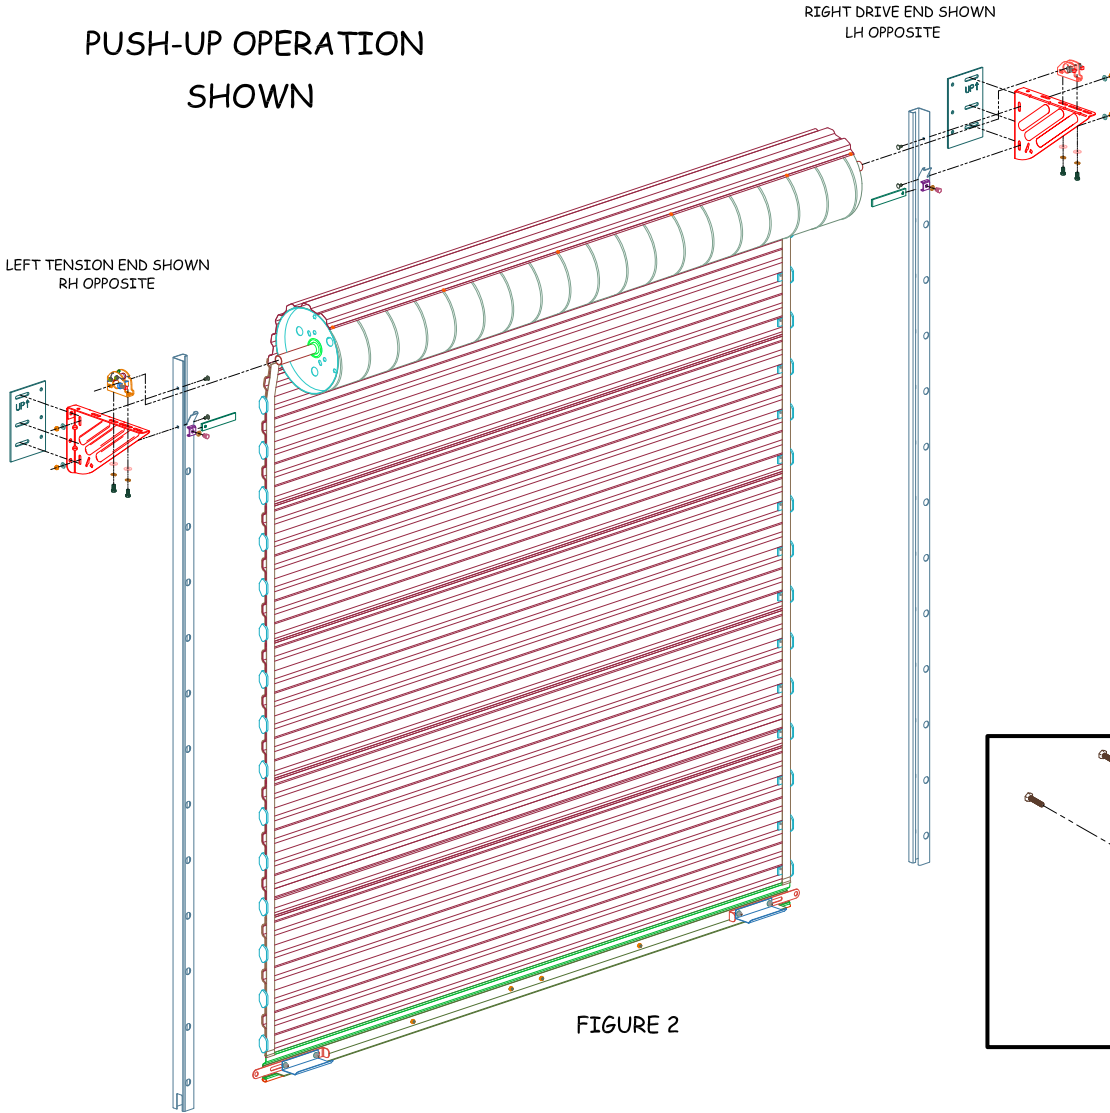 RIGHT DRIVE END SHOWN
LH OPPOSITE
PUSH-UP OPERATION
SHOWN
UP↑
LEFT TENSION END SHOWN
RH OPPOSITE
UP↑
FIGURE 2